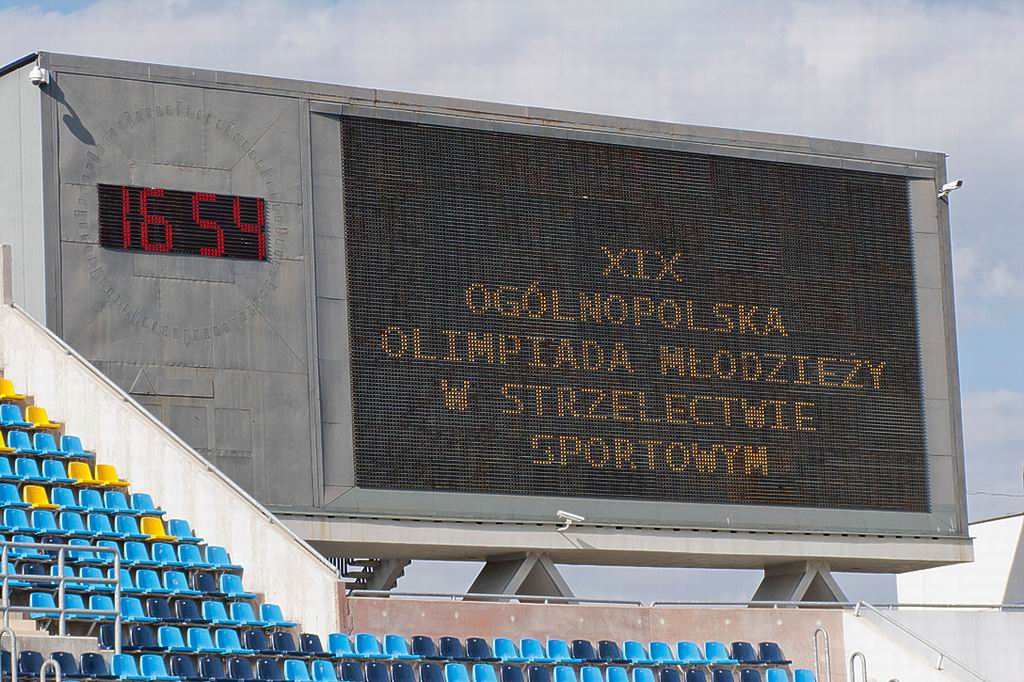 16 54
XIX
OGÓLNOPOLSKA
OLIMPIADA MŁODZIEŻY
W STRZELECTWIE
SPORTOWYM